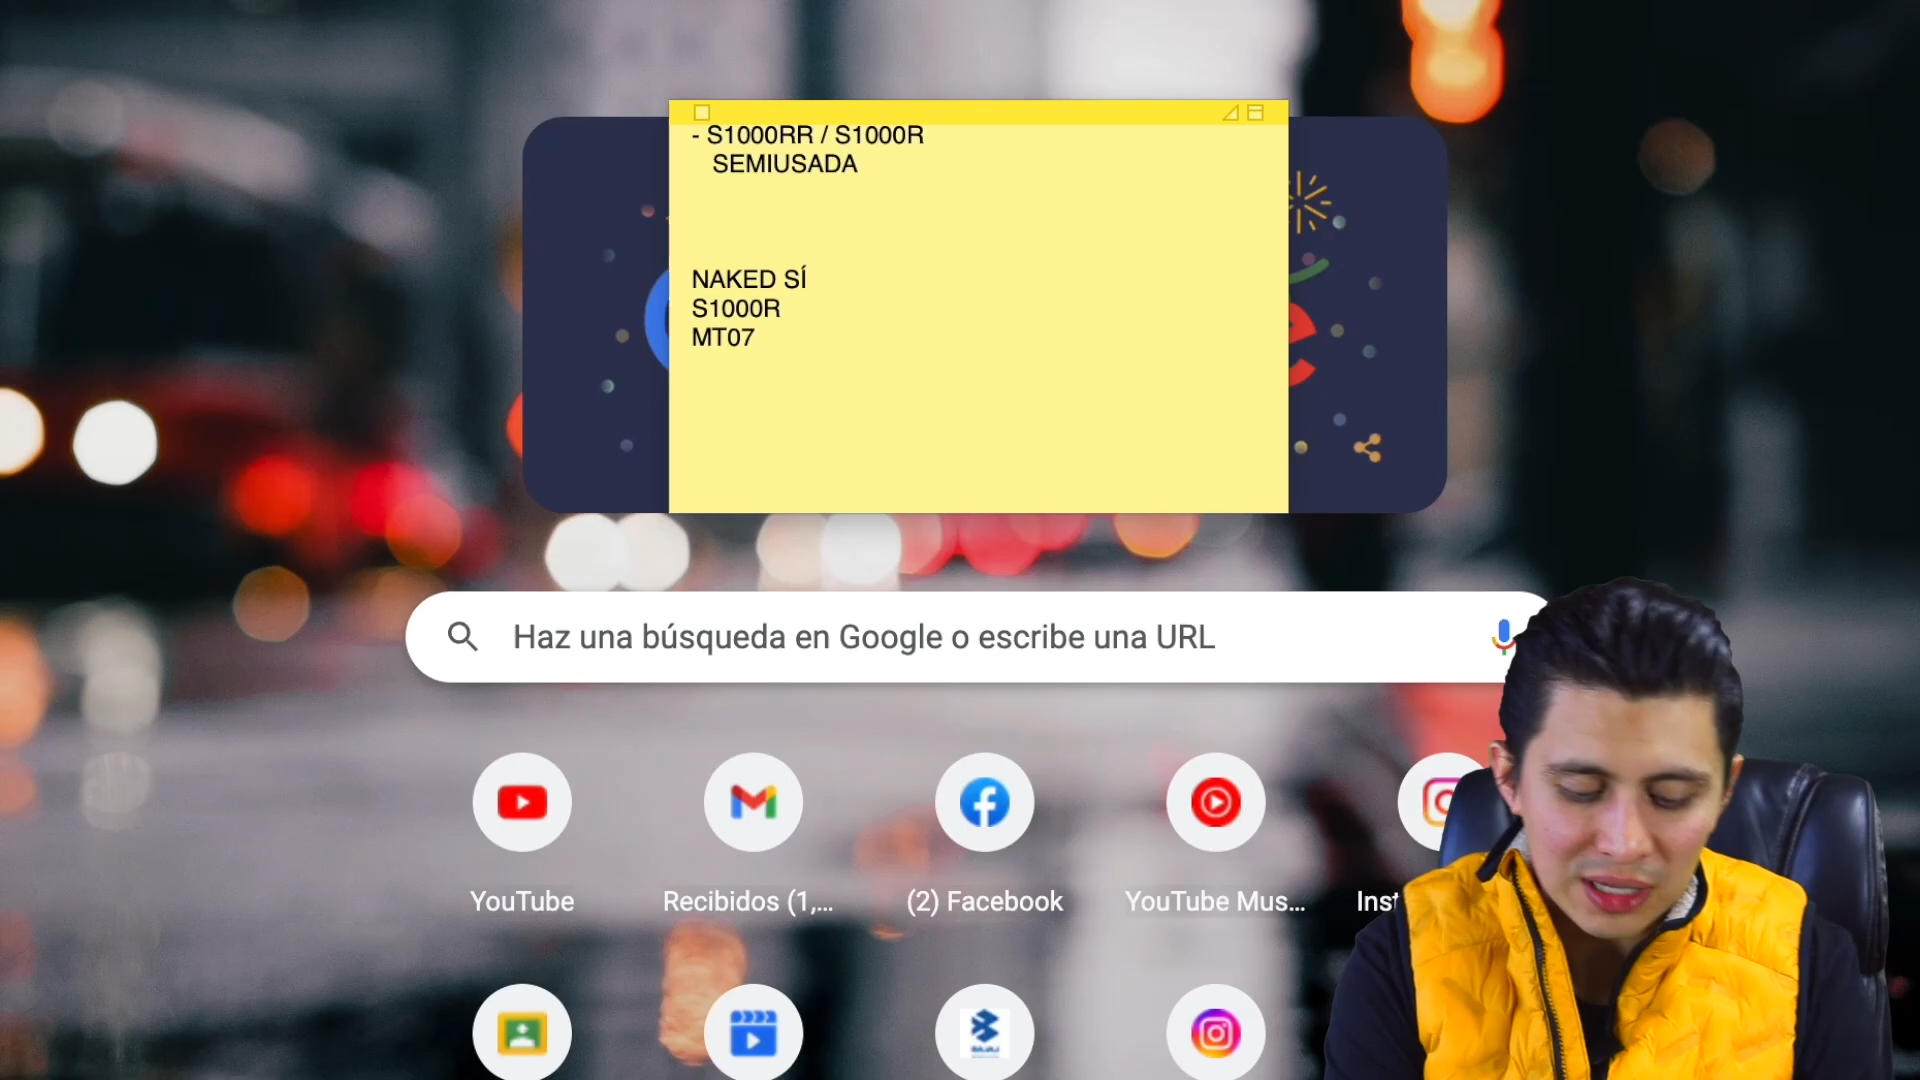 - S1000RR / S1000R
SEMIUSADA
NAKED SÍ
S1000R
MT07
Haz una búsqueda en Google o escribe una URL
YouTube
Recibidos (1,...
(2) Facebook
YouTube Mus...
Inst